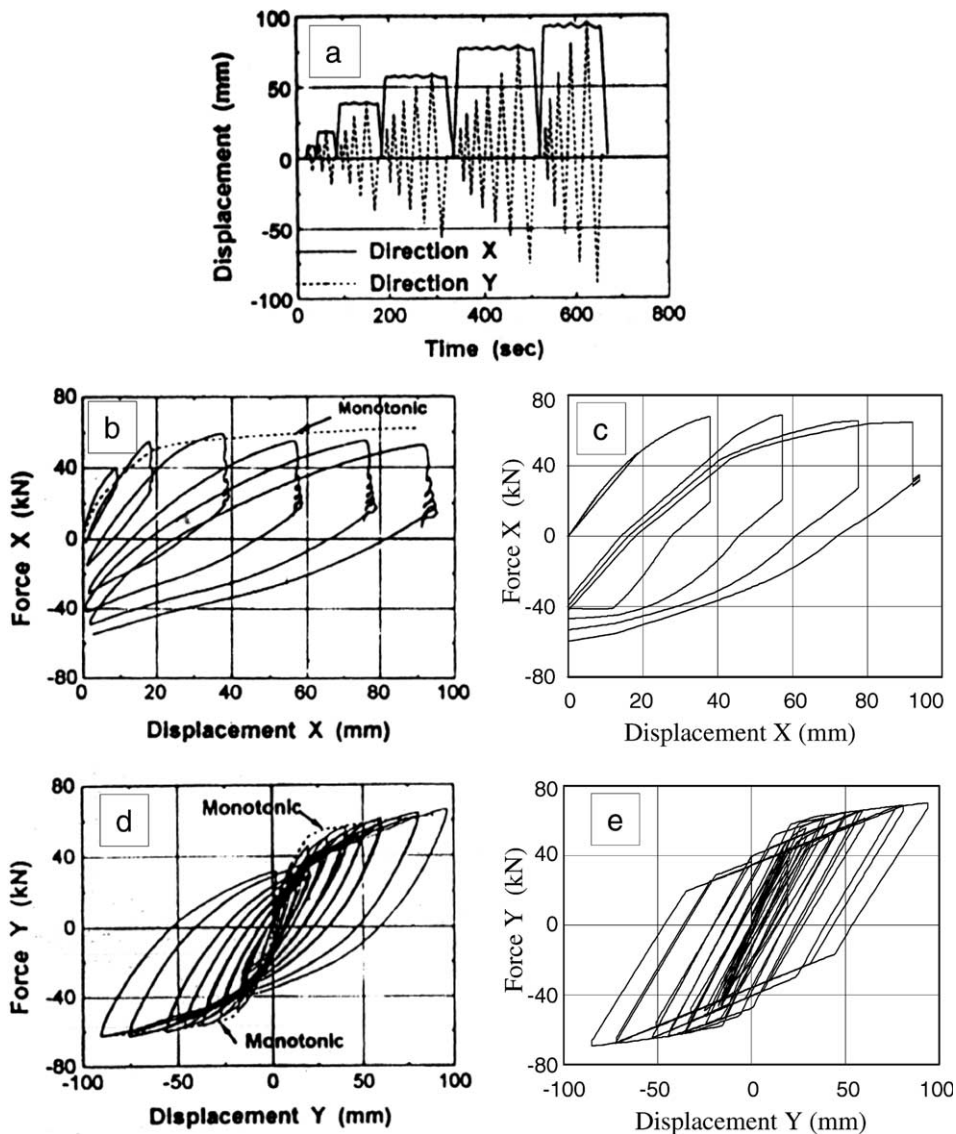 100
a
50
0
-50
-100
Displacement (mm)
Direction X
Direction Y
0 200 400 600 800
Time (sec)
80
b
Monotonic
40
0
-40
-80
Force X (kN)
0 20 40 60 80 100
Displacement X (mm)
80
c
40
0
-40
-80
Force X (kN)
0 20 40 60 80 100
Displacement X (mm)
80
d
Monotonic
40
0
-40
Monotonic
-80
Force Y (kN)
-100 -50 0 50 100
Displacement Y (mm)
80
e
40
0
-40
-80
Force Y (kN)
-100 -50 0 50 100
Displacement Y (mm)